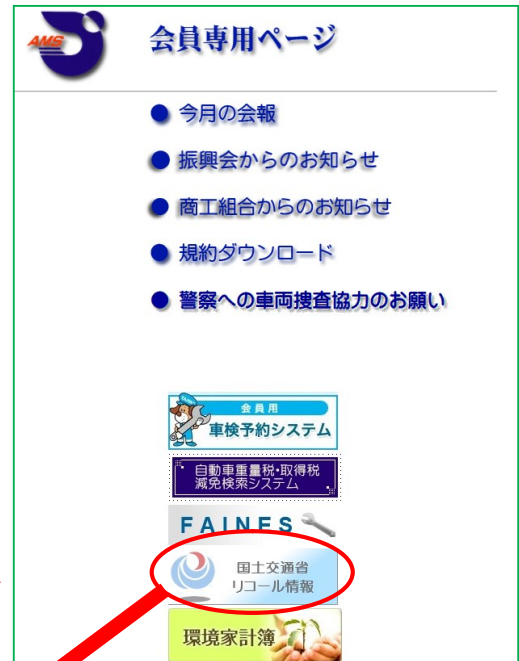 AMS
会員専用ページ
● 今月の会報
● 振興会からのお知らせ
● 商工組合からのお知らせ
● 規約ダウンロード
● 警察への車両捜査協力のお願い
会員用
車検予約システム
自動車重量税・取得税
減免検索システム
FAINES
国土交通省
リコール情報
環境家計簿